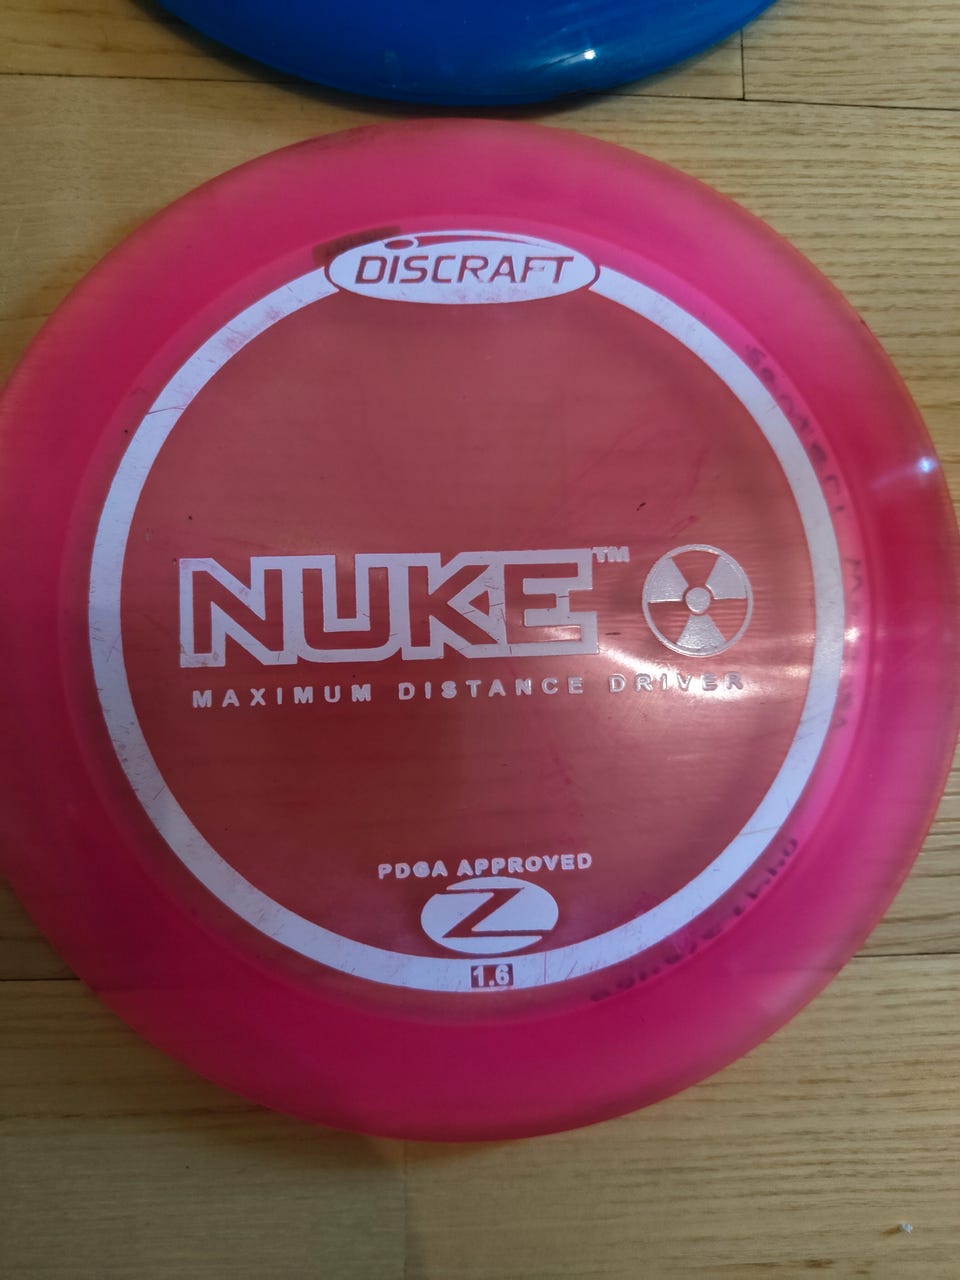 DISCRAFT
NUKE™
MAXIMUM DISTANCE DRIVER
PDGA APPROVED
Z
1.6